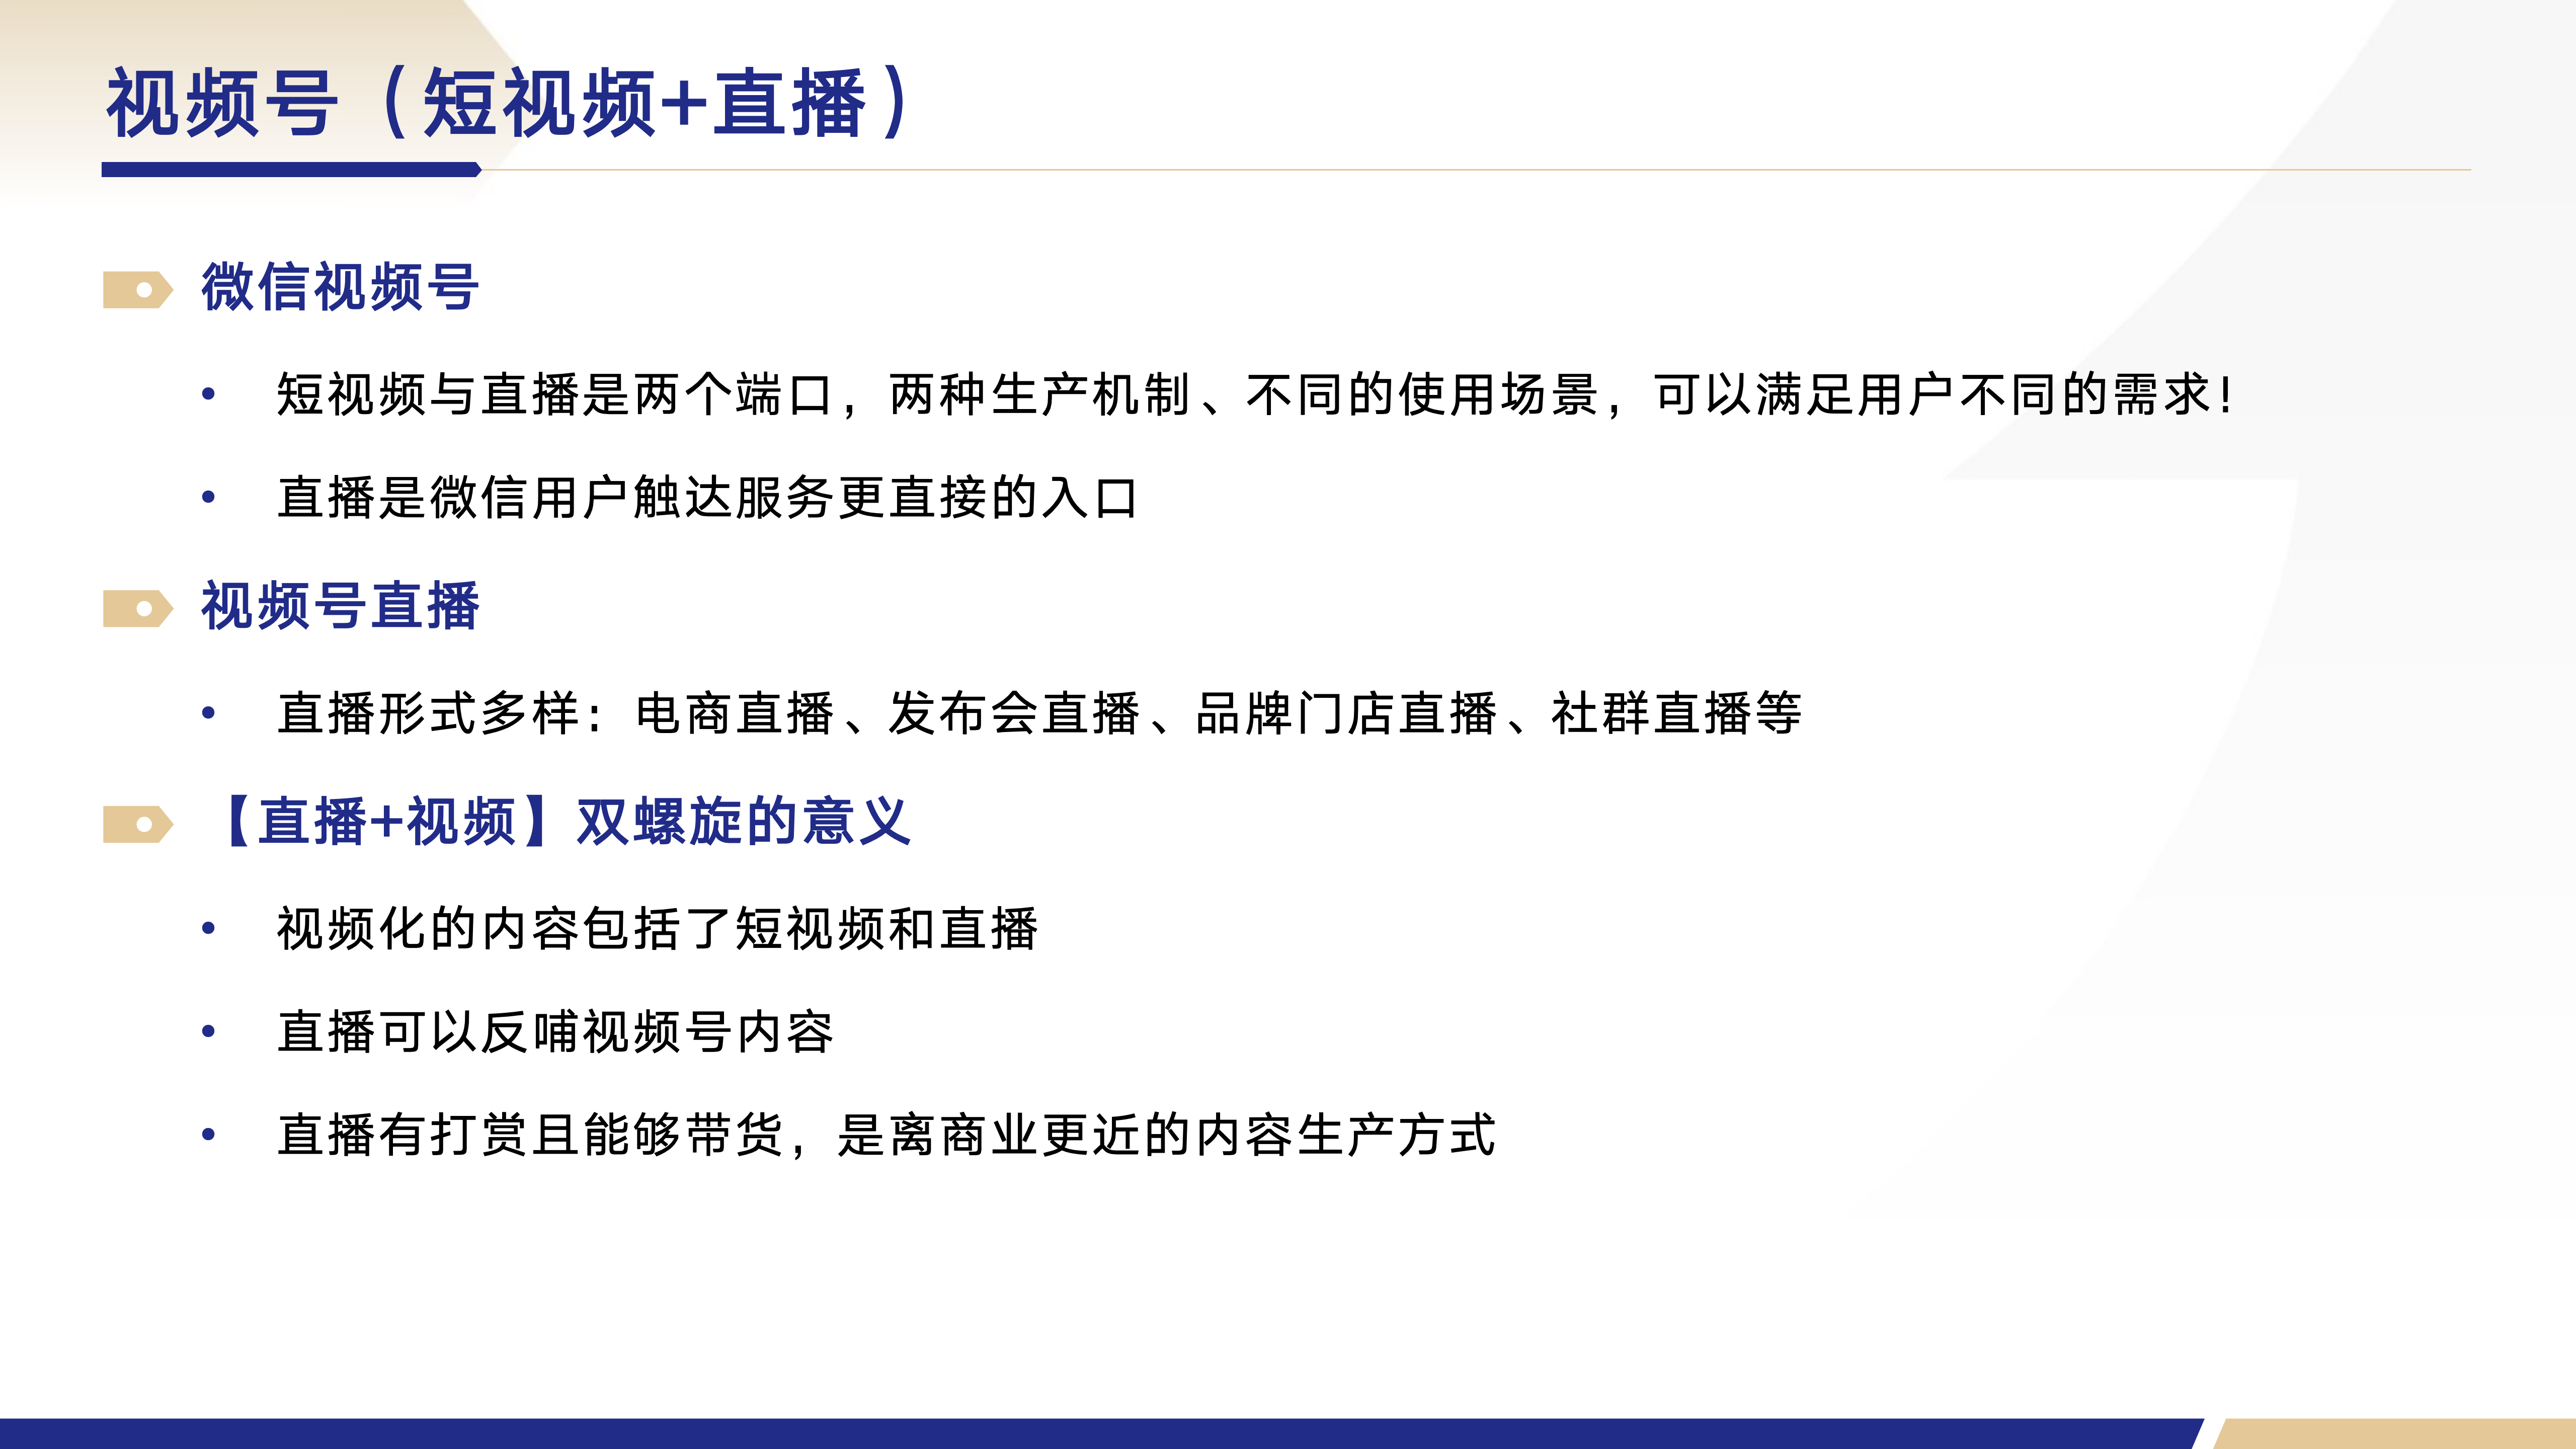 视频号（短视频+直播）
微信视频号
• 短视频与直播是两个端口，两种生产机制、不同的使用场景，可以满足用户不同的需求！
• 直播是微信用户触达服务更直接的入口
视频号直播
• 直播形式多样：电商直播、发布会直播、品牌门店直播、社群直播等
【直播+视频】双螺旋的意义
• 视频化的内容包括了短视频和直播
• 直播可以反哺视频号内容
• 直播有打赏且能够带货，是离商业更近的内容生产方式